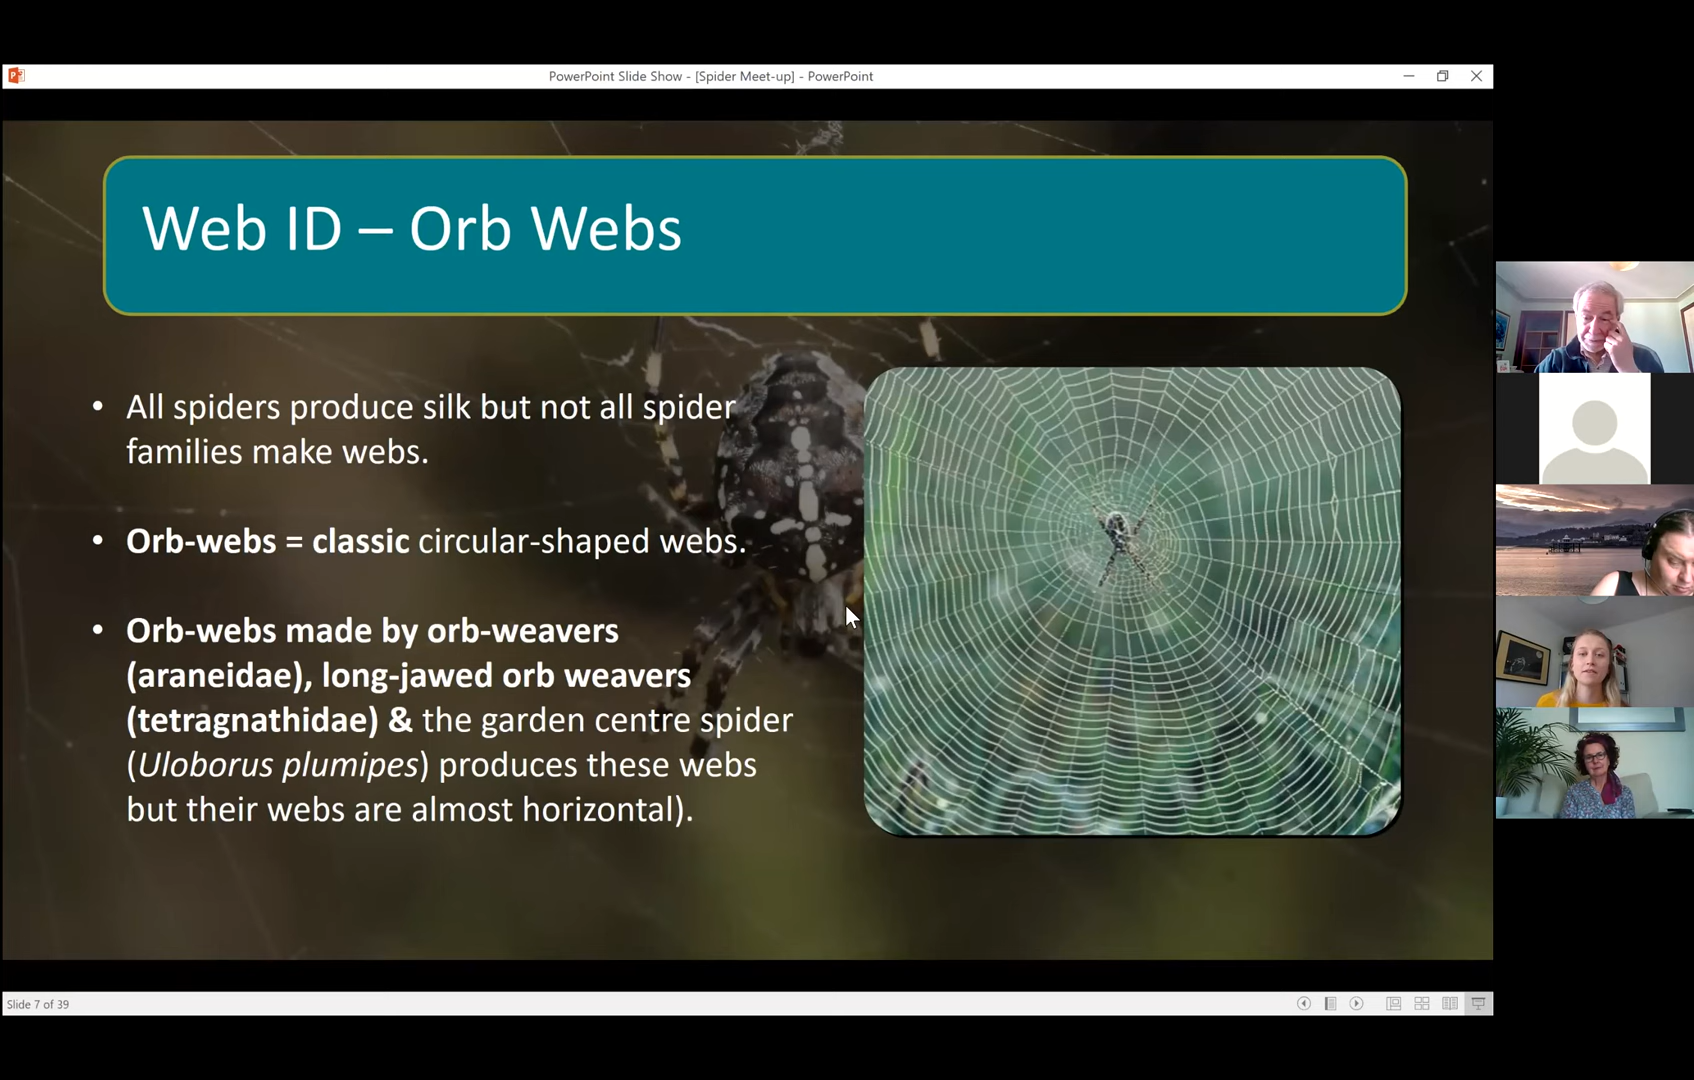 PowerPoint Slide Show - [Spider Meet-up] - PowerPoint
Web ID – Orb Webs
• All spiders produce silk but not all spider
families make webs.
• Orb-webs = classic circular-shaped webs.
• Orb-webs made by orb-weavers
(araneidae), long-jawed orb weavers
(tetragnathidae) & the garden centre spider
(Uloborus plumipes) produces these webs
but their webs are almost horizontal).
Slide 7 of 39